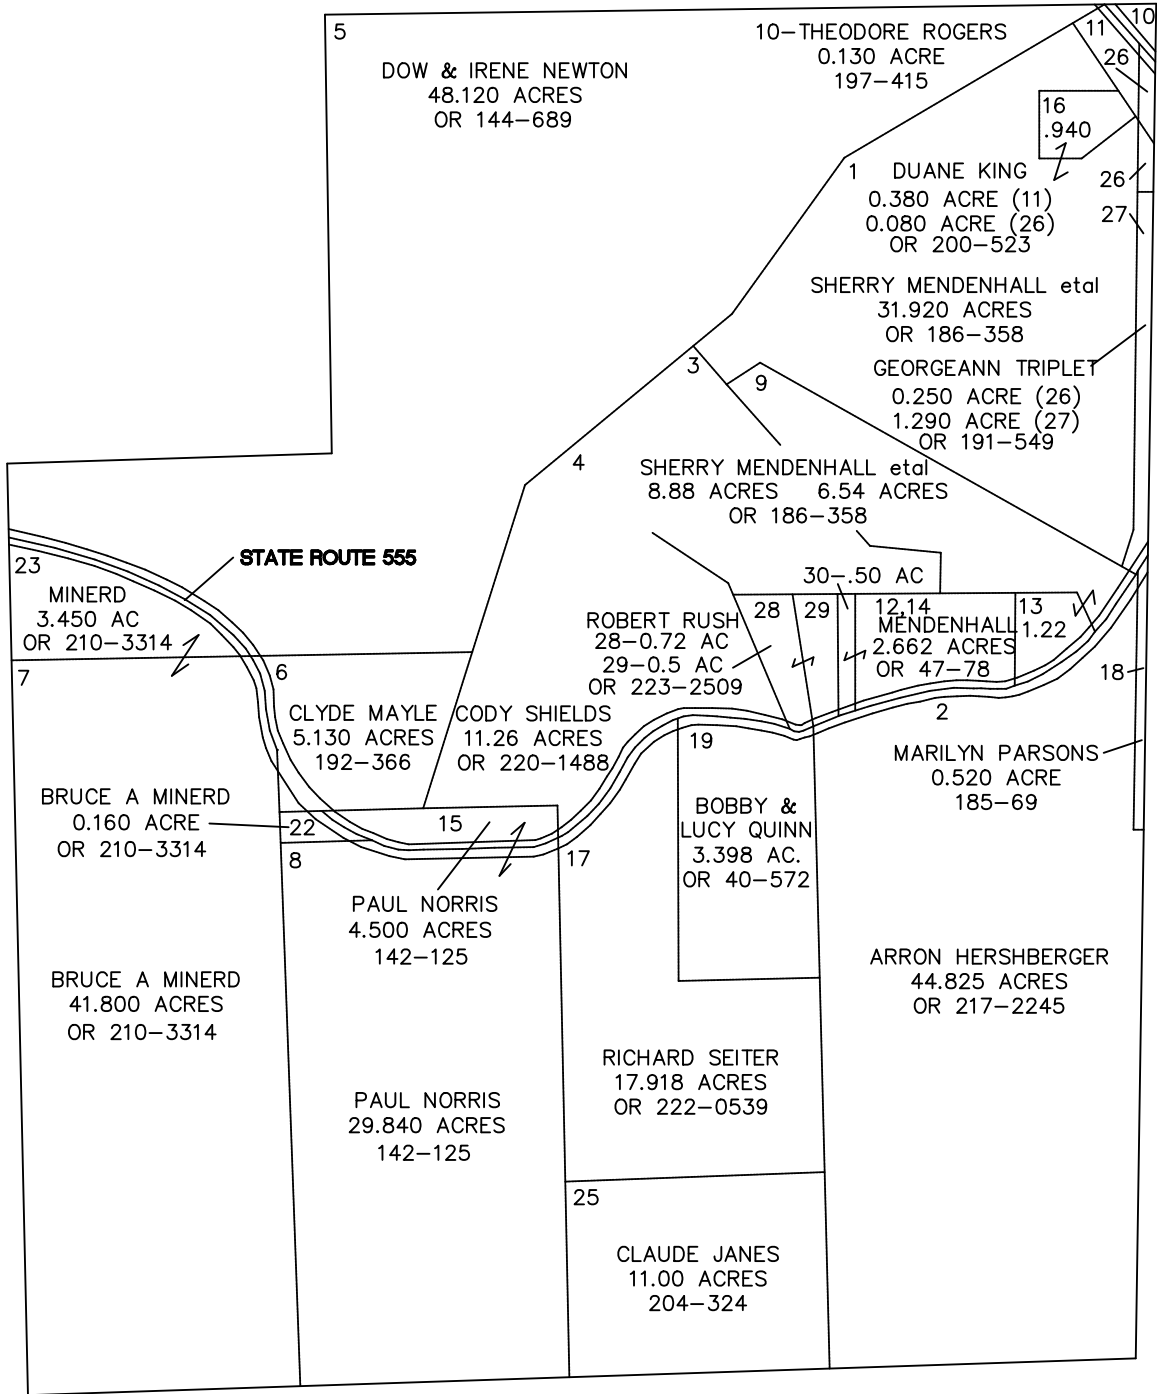 5
DOW & IRENE NEWTON
48.120 ACRES
OR 144-689
10-THEODORE ROGERS
0.130 ACRE
197-415
11
10
26
16
.940
1
DUANE KING
0.380 ACRE (11)
0.080 ACRE (26)
OR 200-523
26
27
SHERRY MENDENHALL etal
31.920 ACRES
OR 186-358
3
9
GEORGEANN TRIPLET
0.250 ACRE (26)
1.290 ACRE (27)
OR 191-549
4
SHERRY MENDENHALL etal
8.88 ACRES 6.54 ACRES
OR 186-358
STATE ROUTE 555
23
MINERD
3.450 AC
OR 210-3314
30-.50 AC
28
29
12,14
13
1.22
ROBERT RUSH
28-0.72 AC
29-0.5 AC
OR 223-2509
MENDENHALL
2.662 ACRES
OR 47-78
7
6
18
CLYDE MAYLE
5.130 ACRES
192-366
CODY SHIELDS
11.26 ACRES
OR 220-1488
19
2
MARILYN PARSONS
0.520 ACRE
185-69
BRUCE A MINERD
0.160 ACRE
OR 210-3314
22
15
8
17
BOBBY &
LUCY QUINN
3.398 AC.
OR 40-572
PAUL NORRIS
4.500 ACRES
142-125
BRUCE A MINERD
41.800 ACRES
OR 210-3314
ARRON HERSHBERGER
44.825 ACRES
OR 217-2245
RICHARD SEITER
17.918 ACRES
OR 222-0539
PAUL NORRIS
29.840 ACRES
142-125
25
CLAUDE JANES
11.00 ACRES
204-324